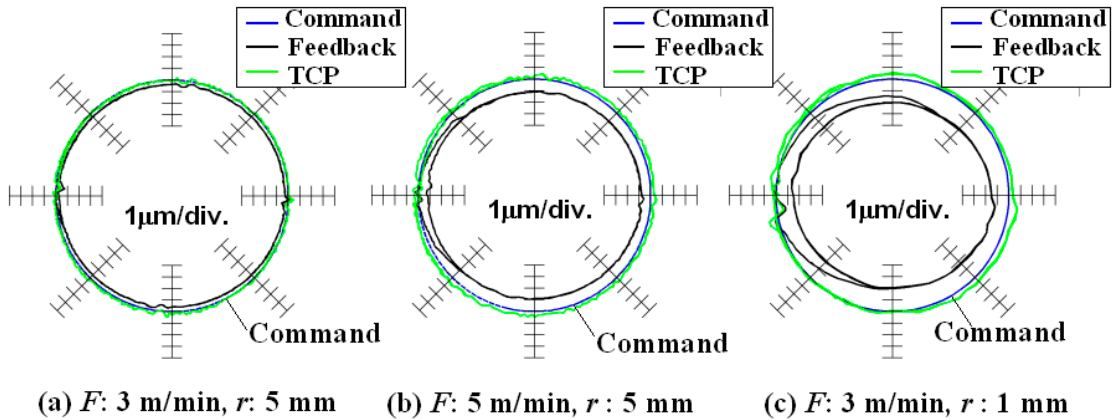 Command
Feedback
TCP
1μm/div.
Command
Command
Feedback
TCP
1μm/div.
Command
Command
Feedback
TCP
1μm/div.
Command
(a) F: 3 m/min, r: 5 mm
(b) F: 5 m/min, r : 5 mm
(c) F: 3 m/min, r : 1 mm